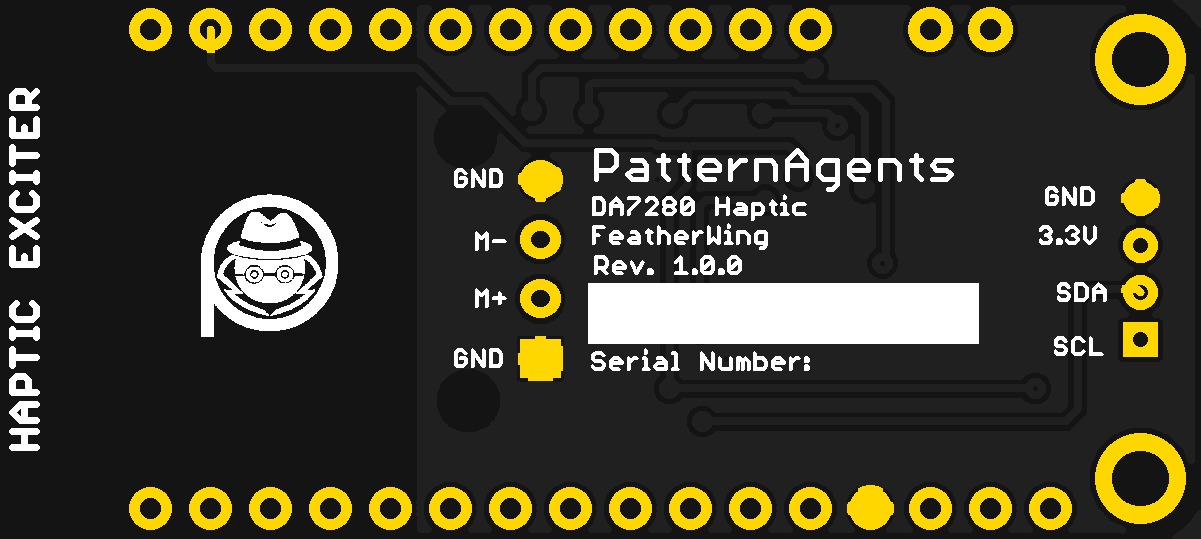 HAPTIC EXCITER
PatternAgents
DA7280 Haptic
FeatherWing
Rev. 1.0.0
Serial Number:
GND
M-
M+
GND
GND
3.3V
SDA
SCL